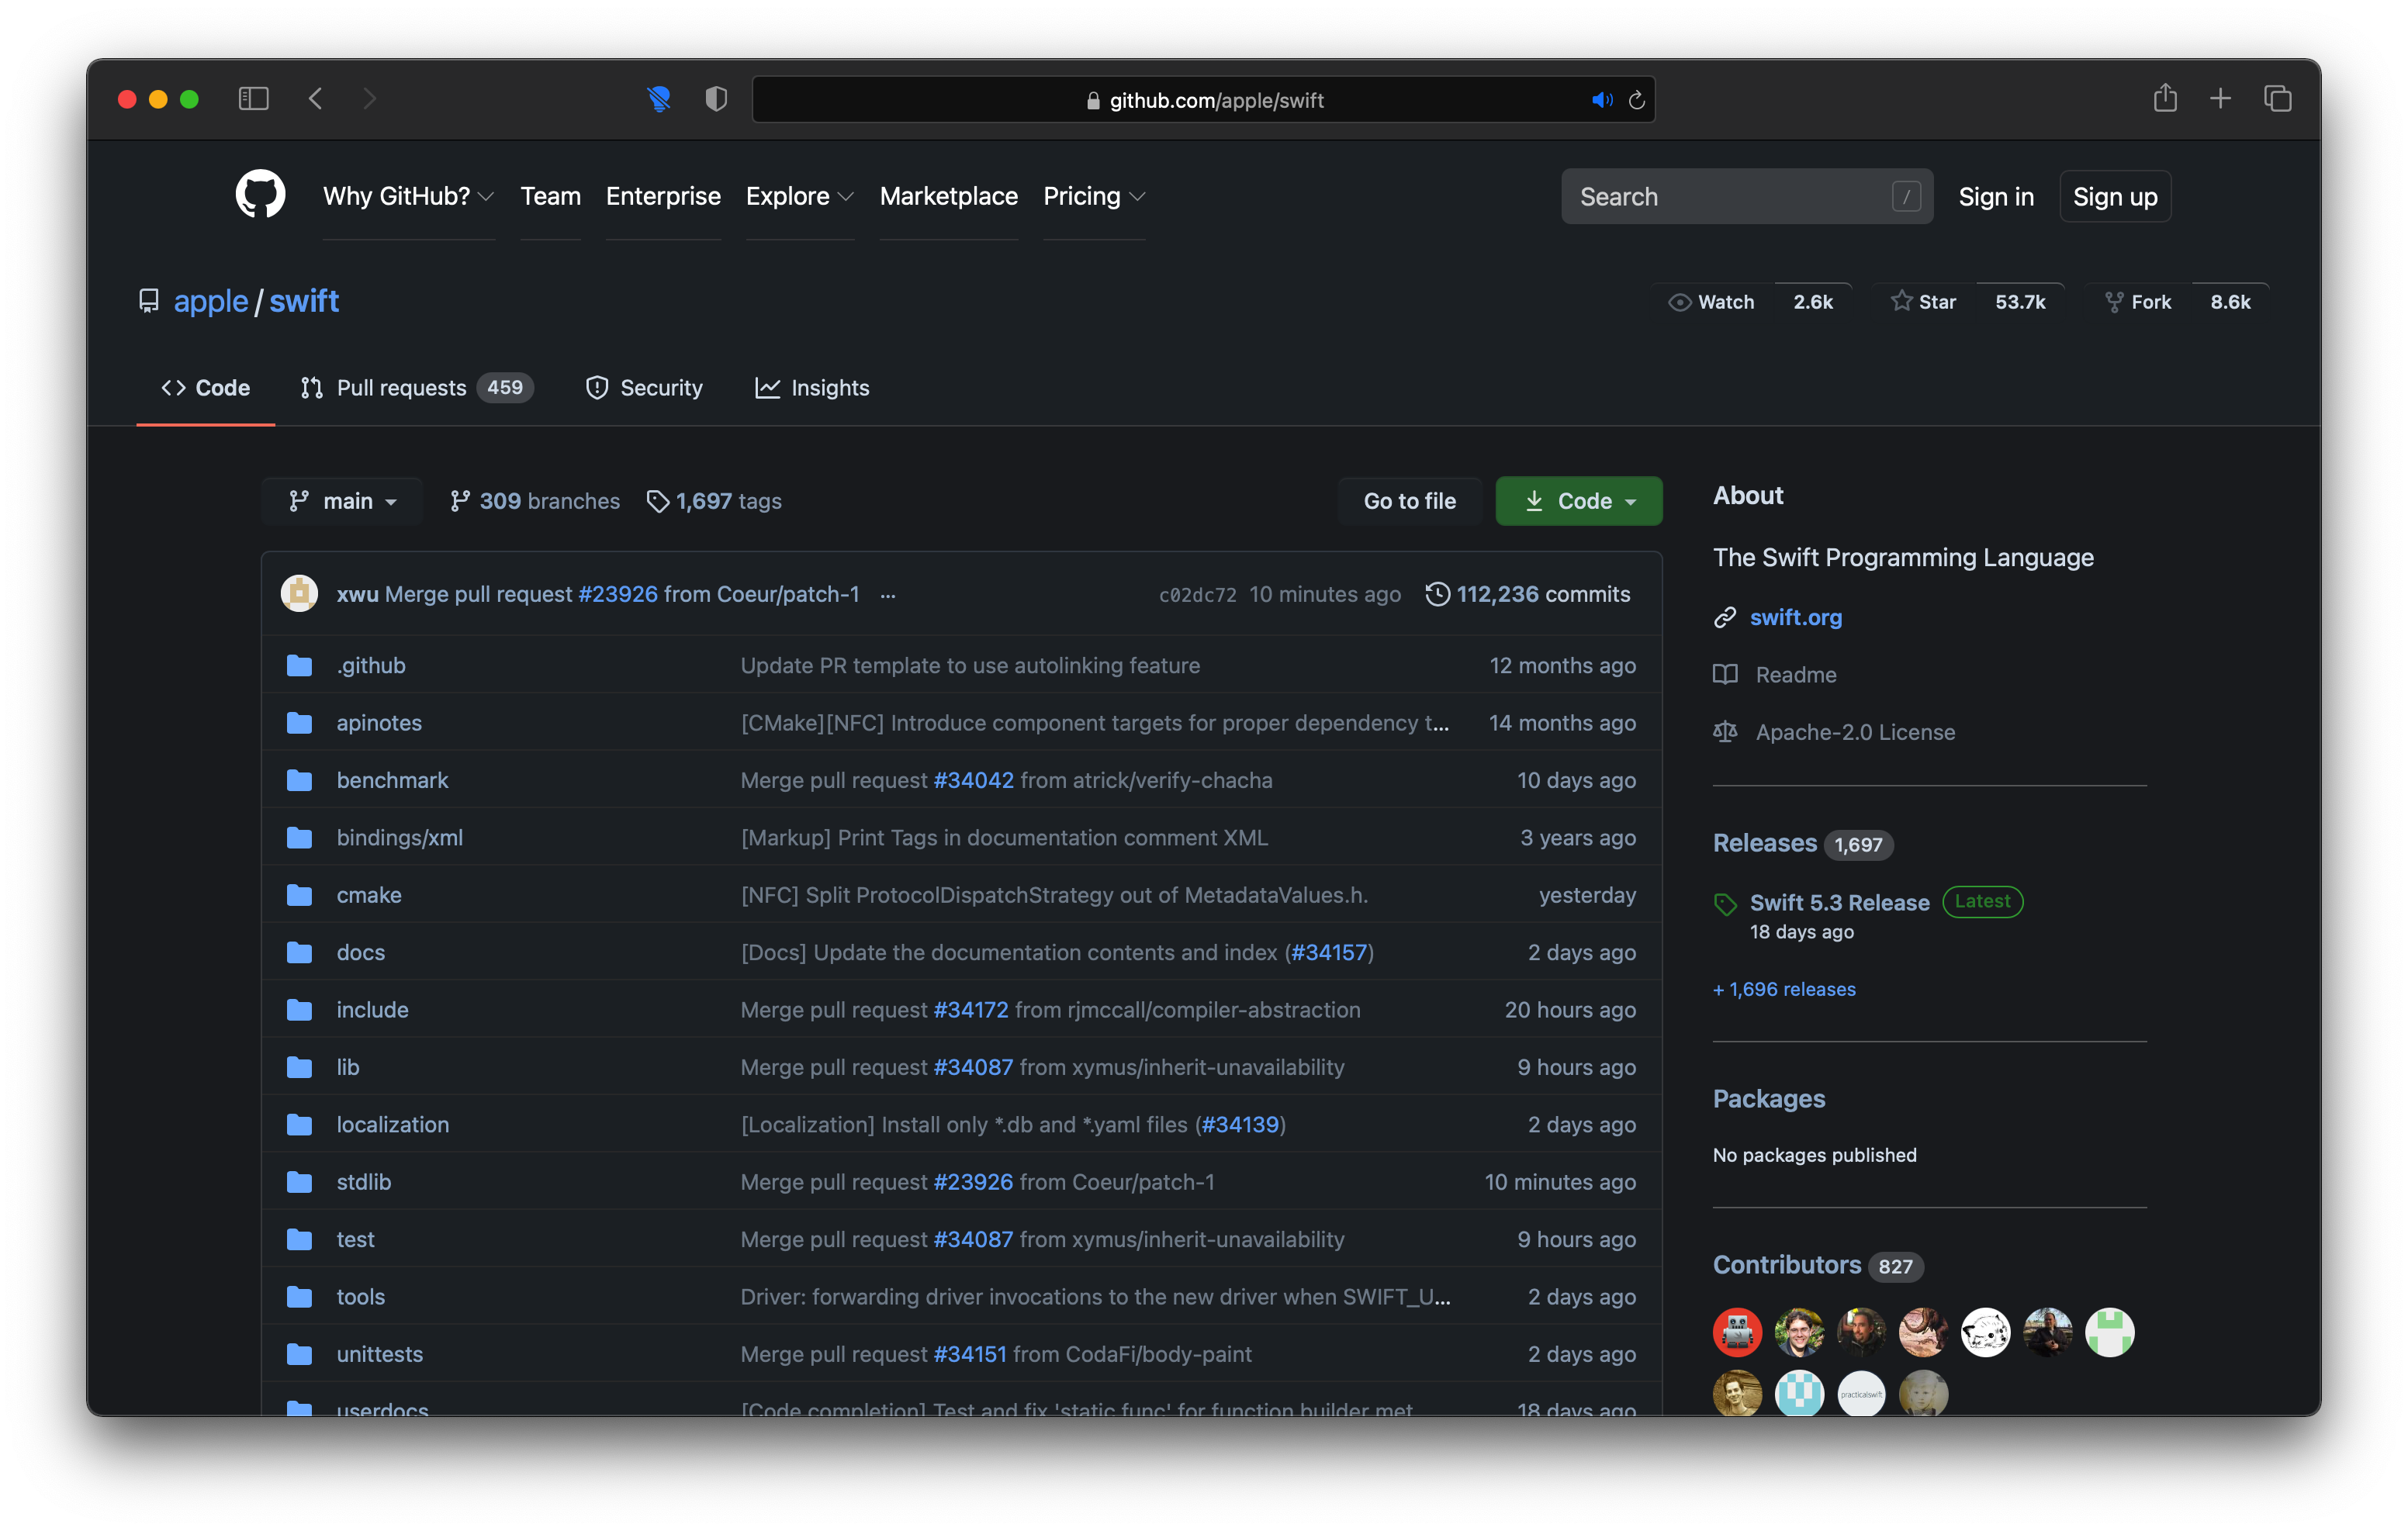 github.com/apple/swift
Why GitHub? Team Enterprise Explore Marketplace Pricing Search / Sign in Sign up
apple / swift Watch 2.6k Star 53.7k Fork 8.6k
Code Pull requests 459 Security Insights
main 309 branches 1,697 tags Go to file Code
xwu Merge pull request #23926 from Coeur/patch-1 ... c02dc72 10 minutes ago 112,236 commits
.github Update PR template to use autolinking feature 12 months ago
apinotes [CMake][NFC] Introduce component targets for proper dependency t... 14 months ago
benchmark Merge pull request #34042 from atrick/verify-chacha 10 days ago
bindings/xml [Markup] Print Tags in documentation comment XML 3 years ago
cmake [NFC] Split ProtocolDispatchStrategy out of MetadataValues.h. yesterday
docs [Docs] Update the documentation contents and index (#34157) 2 days ago
include Merge pull request #34172 from rjmccall/compiler-abstraction 20 hours ago
lib Merge pull request #34087 from xymus/inherit-unavailability 9 hours ago
localization [Localization] Install only *.db and *.yaml files (#34139) 2 days ago
stdlib Merge pull request #23926 from Coeur/patch-1 10 minutes ago
test Merge pull request #34087 from xymus/inherit-unavailability 9 hours ago
tools Driver: forwarding driver invocations to the new driver when SWIFT_U... 2 days ago
unittests Merge pull request #34151 from CodaFi/body-paint 2 days ago
userdocs [Code completion] Test and fix 'static func' for function builder met 18 days ago
About
The Swift Programming Language
swift.org
Readme
Apache-2.0 License
Releases 1,697
Swift 5.3 Release Latest
18 days ago
+ 1,696 releases
Packages
No packages published
Contributors 827
practicalswift